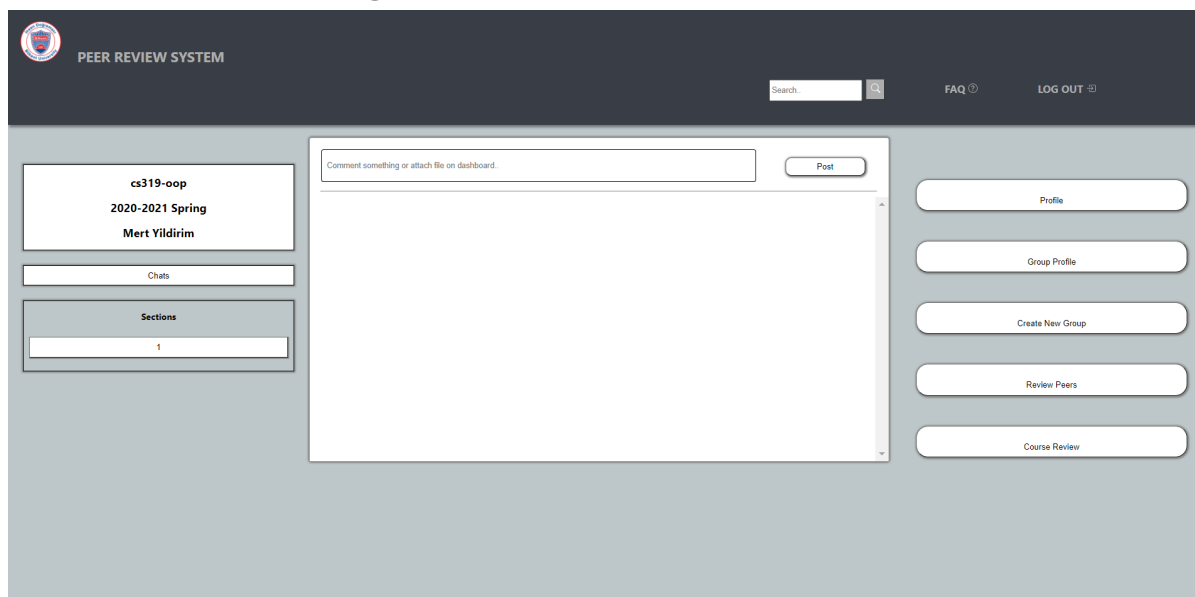 PEER REVIEW SYSTEM
Search..
FAQ
LOG OUT
cs319-oop
2020-2021 Spring
Mert Yildirim
Chats
Sections
1
Comment something or attach file on dashboard..
Post
Profile
Group Profile
Create New Group
Review Peers
Course Review